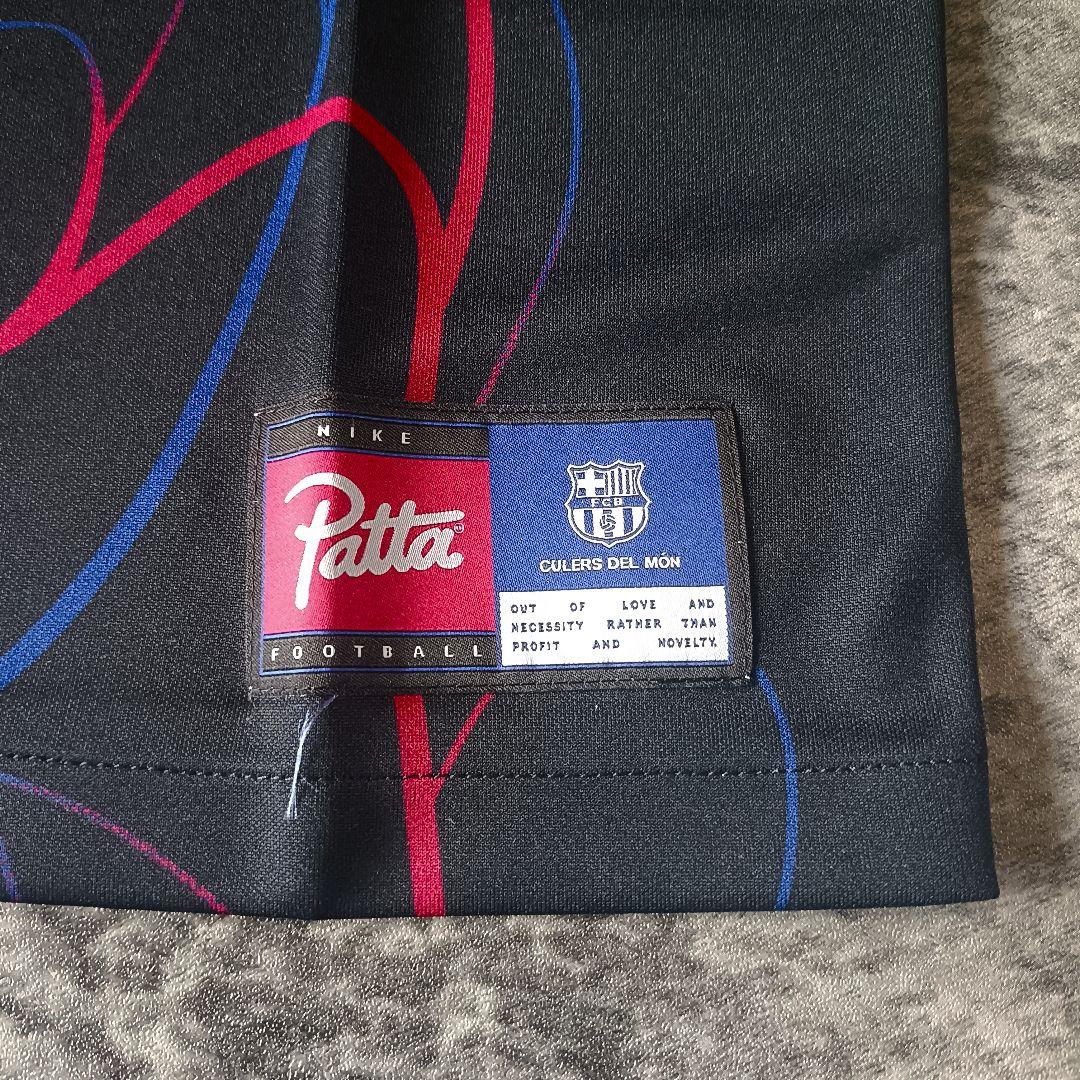 NIKE
Patta
FOOTBALL
FCB
CULERS DEL MÓN
OUT OF LOVE AND
NECESSITY RATHER THAN
PROFIT AND NOVELTY.